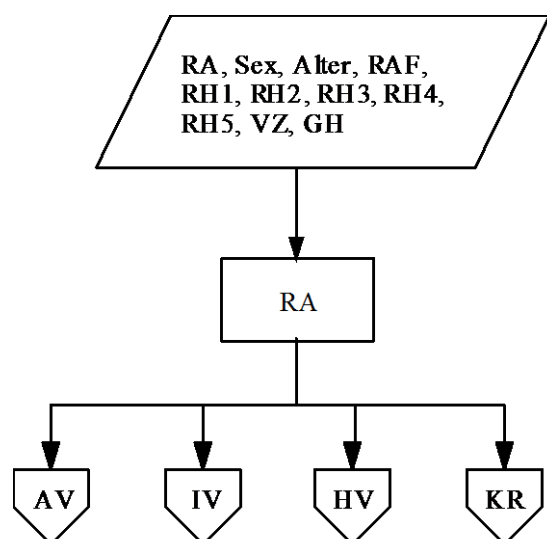 RA, Sex, Alter, RAF,
RH1, RH2, RH3, RH4,
RH5, VZ, GH
RA
AV IV HV KR